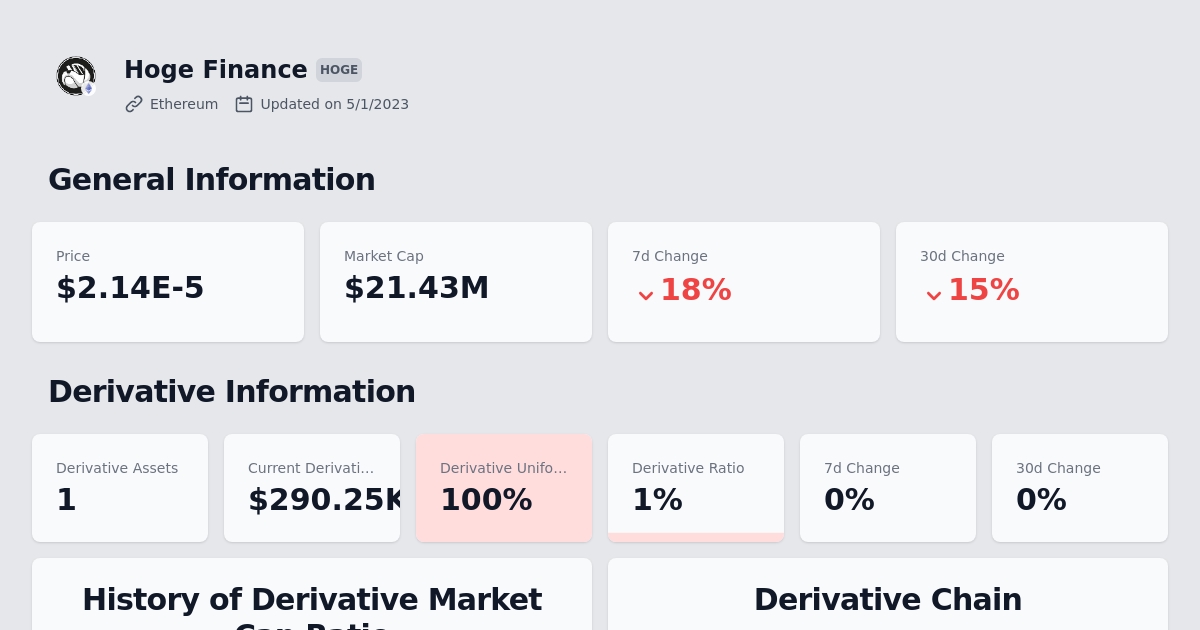 Hoge Finance HOGE
Ethereum Updated on 5/1/2023
General Information
Price Market Cap 7d Change 30d Change
$2.14E-5 $21.43M 18% 15%
Derivative Information
Derivative Assets Current Derivati… Derivative Unifo… Derivative Ratio 7d Change 30d Change
1 $290.25K 100% 1% 0% 0%
History of Derivative Market Derivative Chain
Cap Ratio